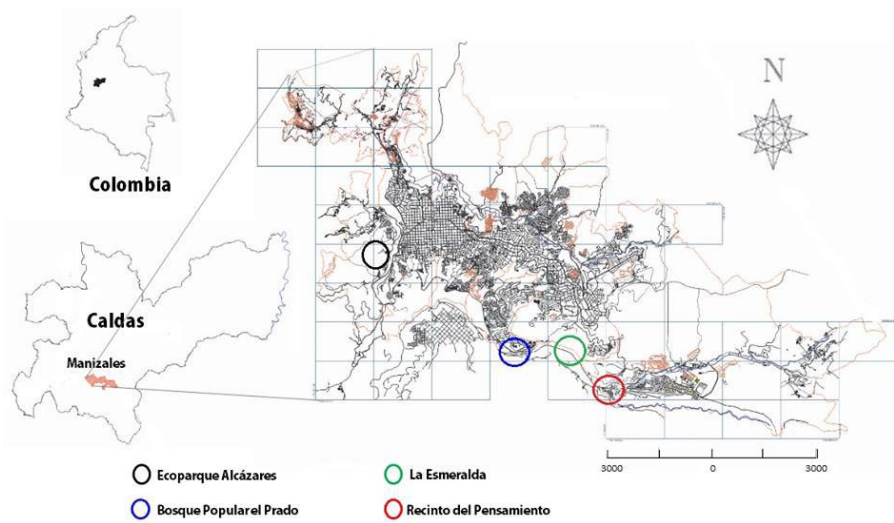 Colombia
N
Caldas
Manizales
3000 0 3000
Ecoparque Alcázares
La Esmeralda
Bosque Popular el Prado
Recinto del Pensamiento